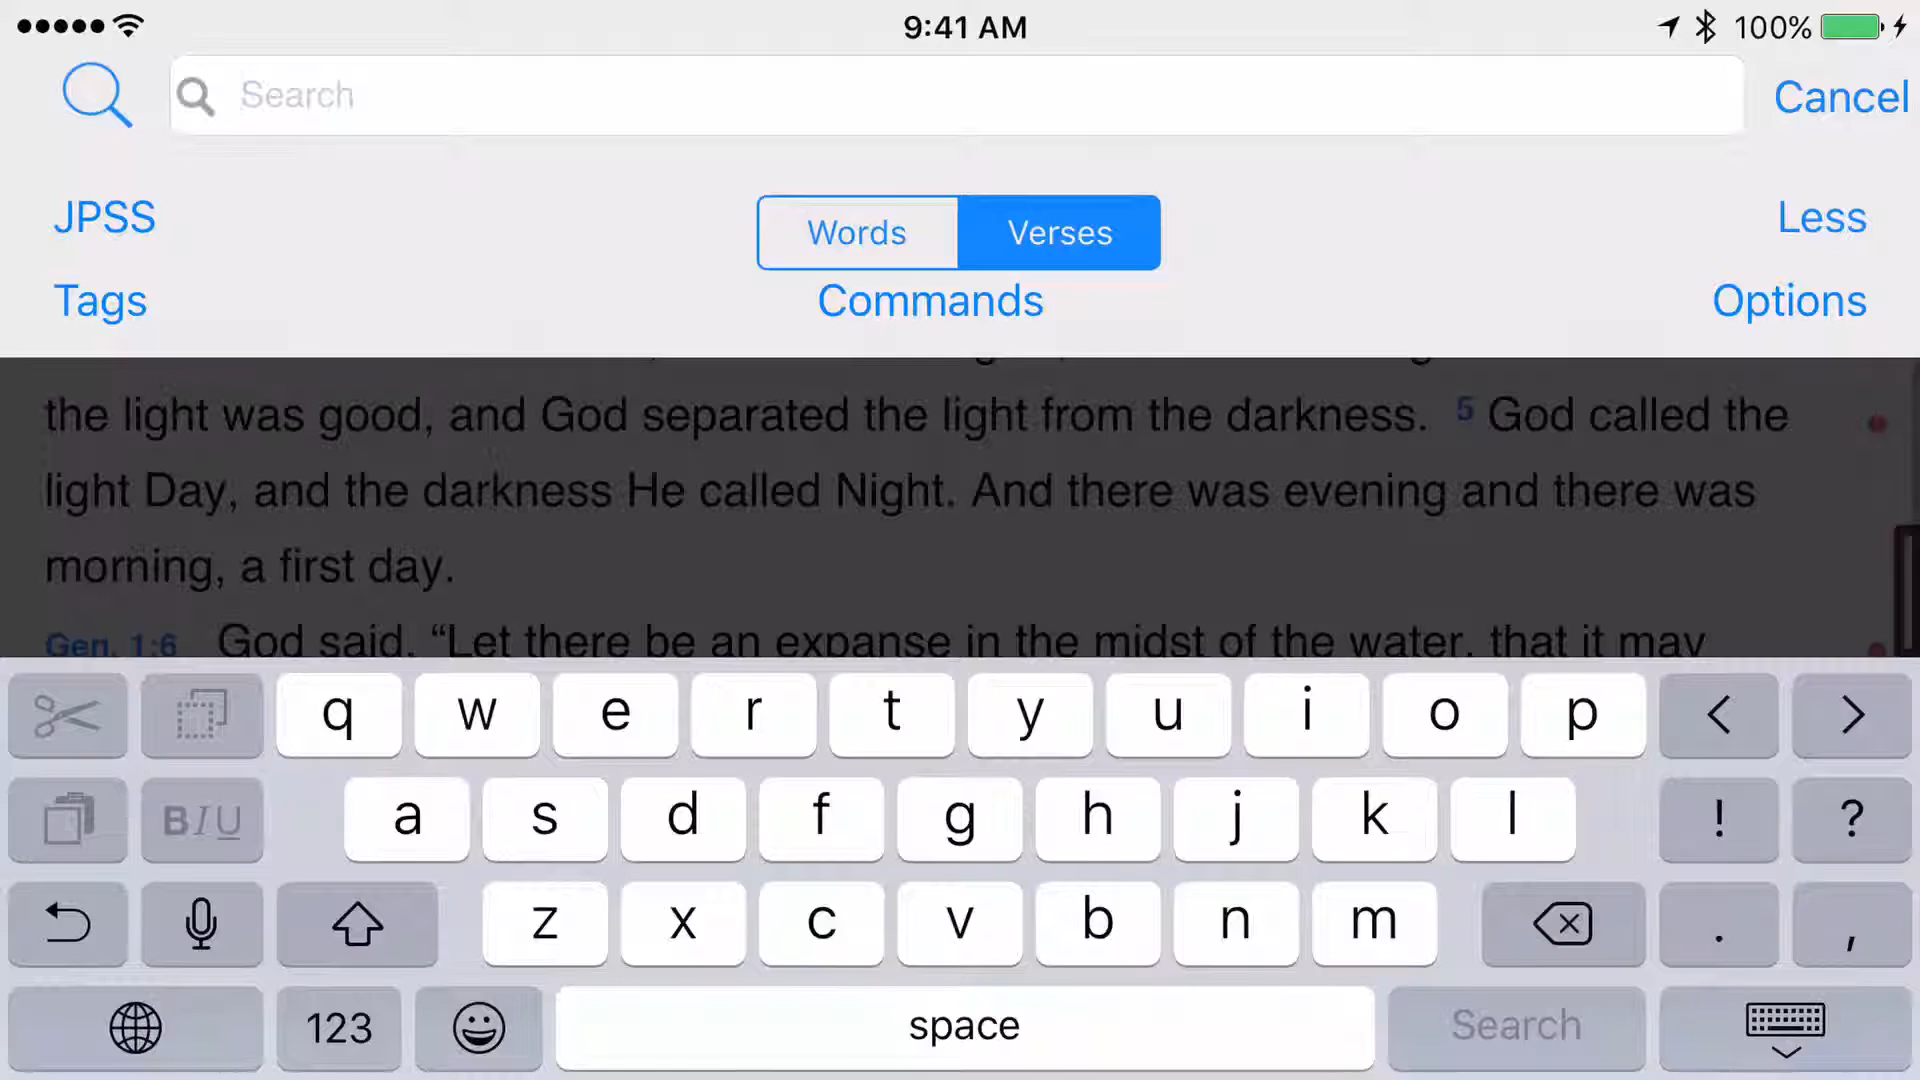 9:41 AM 100%
Search Cancel
JPSS Words Verses Less
Tags Commands Options
the light was good, and God separated the light from the darkness. 5 God called the
light Day, and the darkness He called Night. And there was evening and there was
morning, a first day.
Gen. 1:6 God said, “Let there be an expanse in the midst of the water, that it may
q w e r t y u i o p < >
BIU a s d f g h j k l ! ?
z x c v b n m . ,
123 space Search